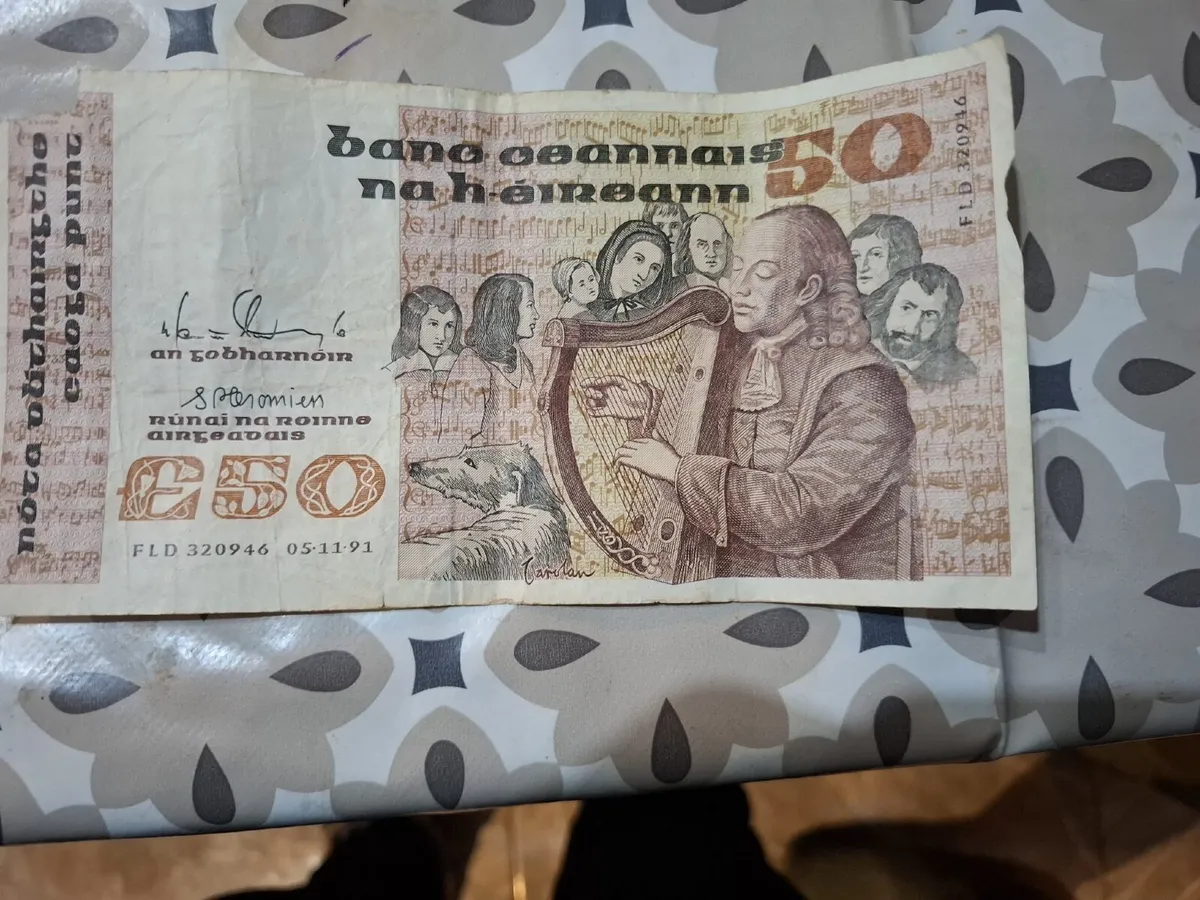 nóta dlíthairgthe
caoga punt
banc ceannais
na h-éireann
50
FLD 320946
an gobharnóir
S P Cromien
rúnaí na roinne
airgeadais
£50
FLD 320946 05·11·91
Carolan